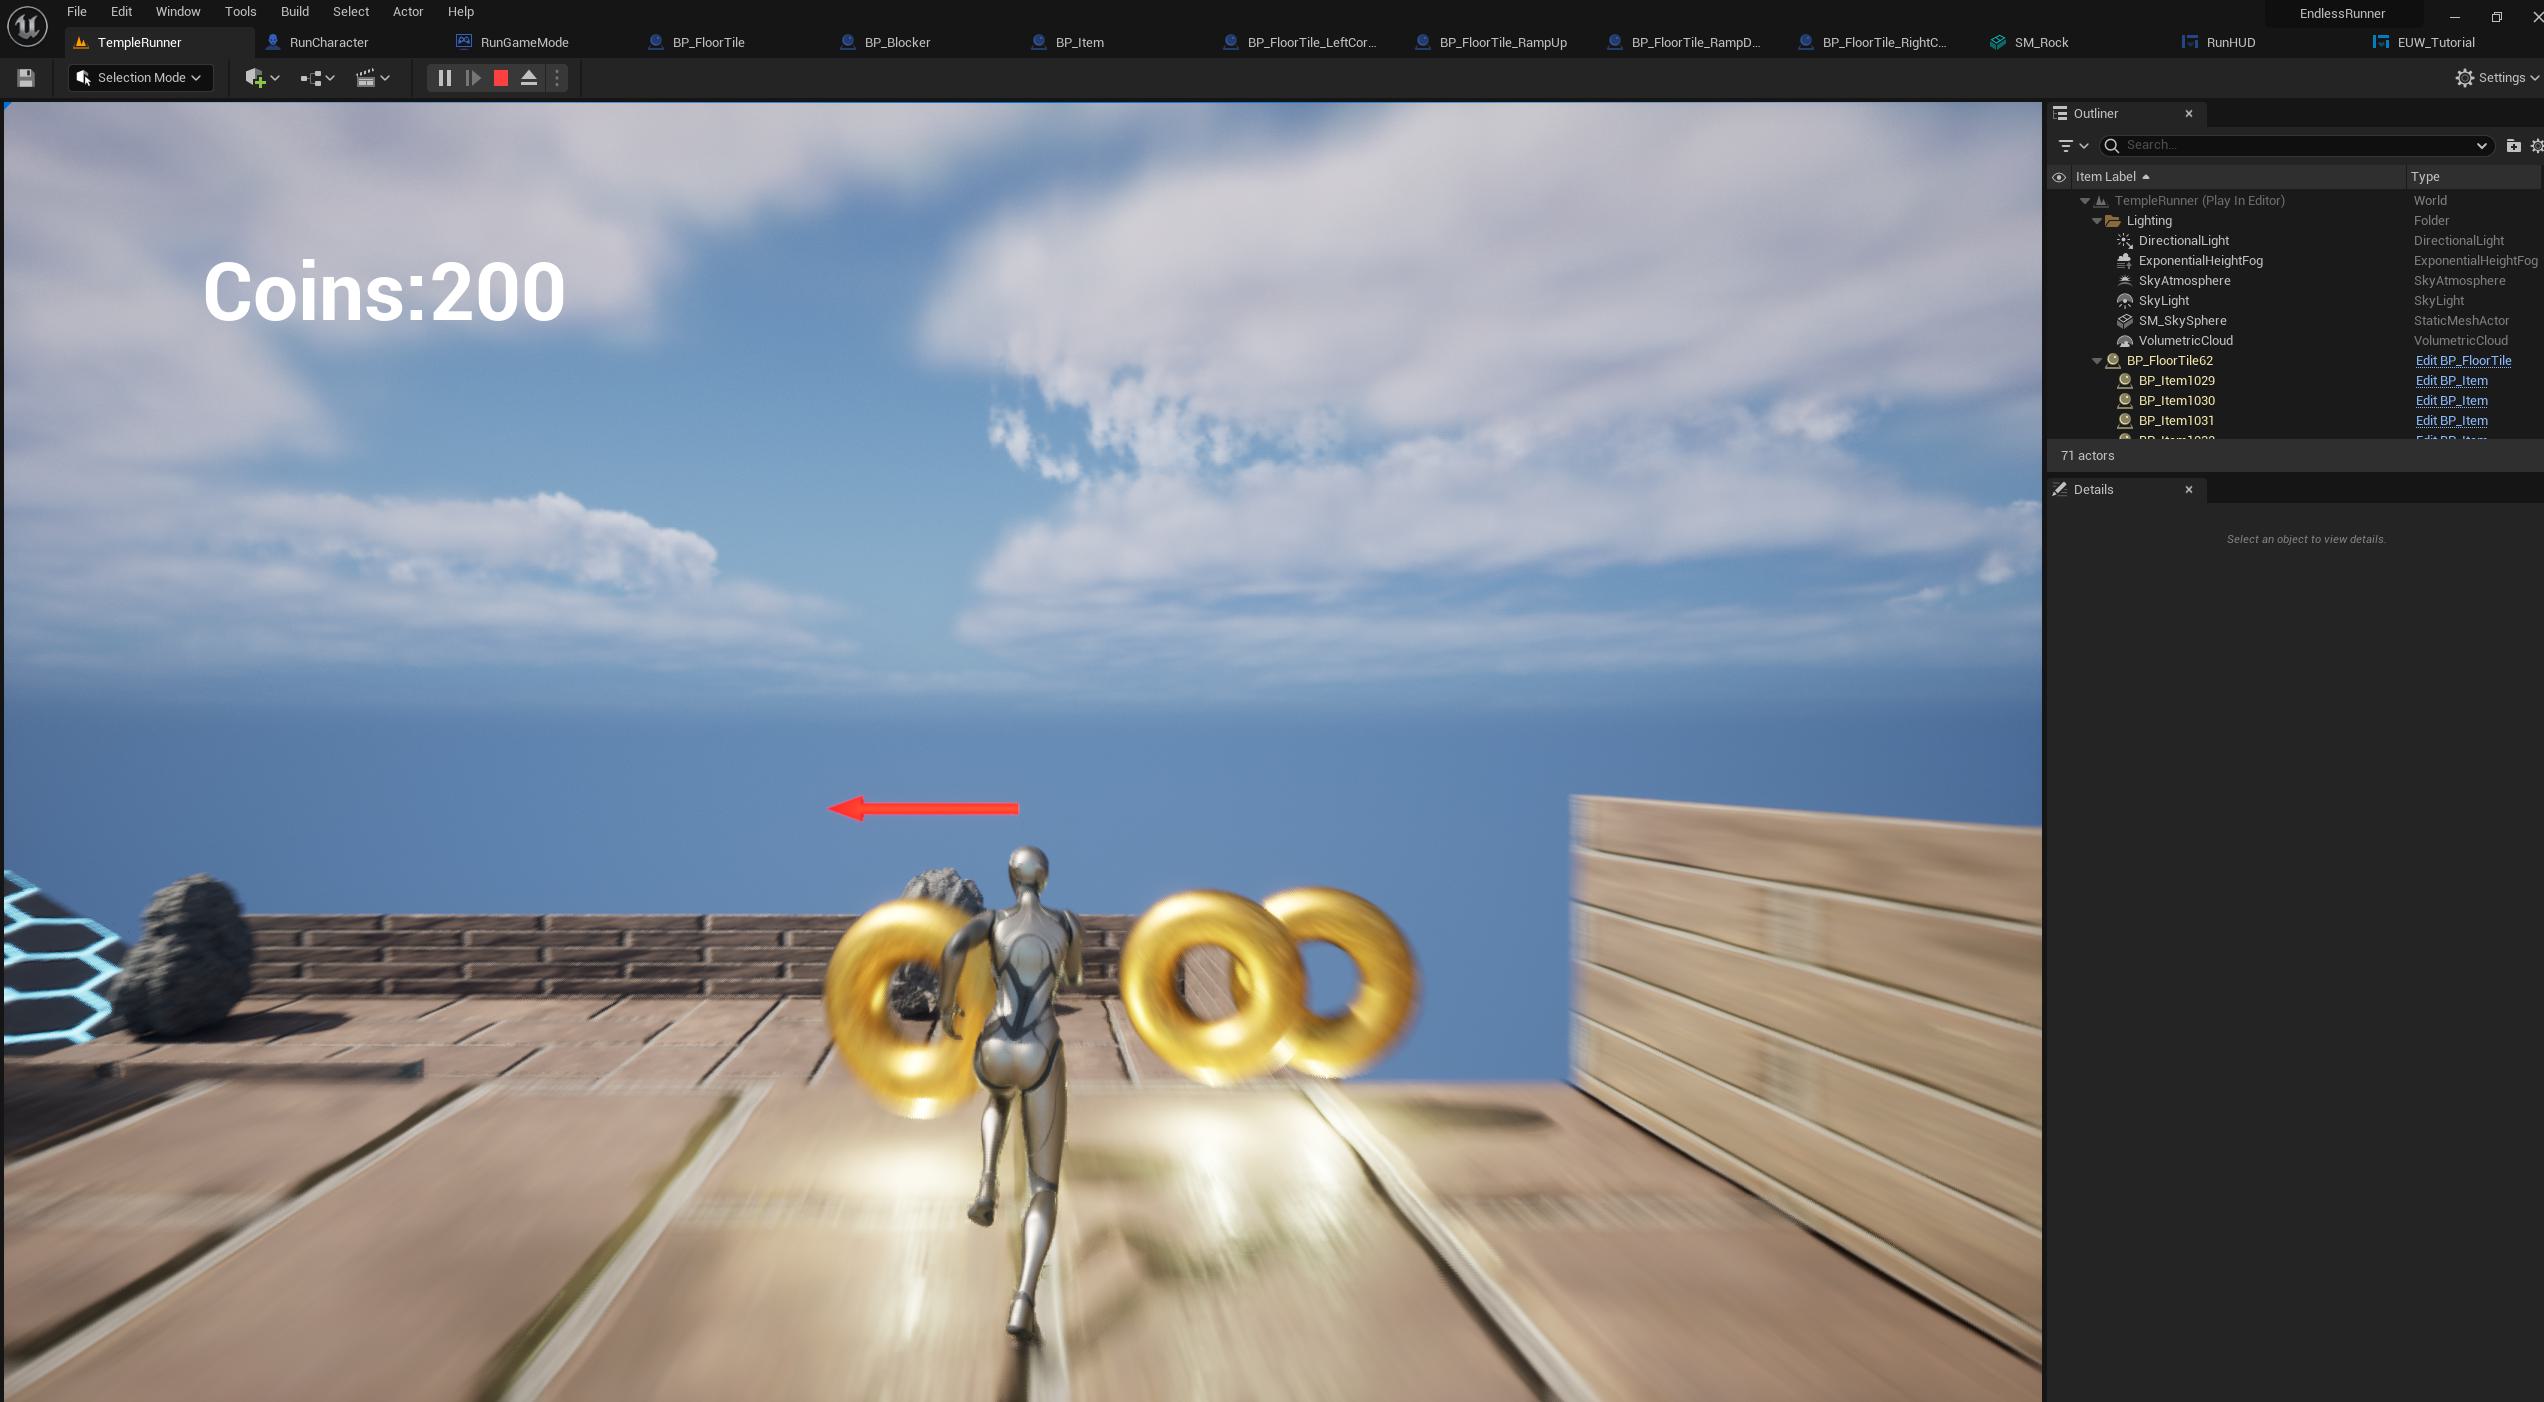 File Edit Window Tools Build Select Actor Help
EndlessRunner
TempleRunner RunCharacter RunGameMode BP_FloorTile BP_Blocker BP_Item BP_FloorTile_LeftCor... BP_FloorTile_RampUp BP_FloorTile_RampD... BP_FloorTile_RightC... SM_Rock RunHUD EUW_Tutorial
Selection Mode
Settings
Coins:200
Outliner
Search...
Item Label Type
TempleRunner (Play In Editor) World
Lighting Folder
DirectionalLight DirectionalLight
ExponentialHeightFog ExponentialHeightFog
SkyAtmosphere SkyAtmosphere
SkyLight SkyLight
SM_SkySphere StaticMeshActor
VolumetricCloud VolumetricCloud
BP_FloorTile62 Edit BP_FloorTile
BP_Item1029 Edit BP_Item
BP_Item1030 Edit BP_Item
BP_Item1031 Edit BP_Item
71 actors
Details
Select an object to view details.